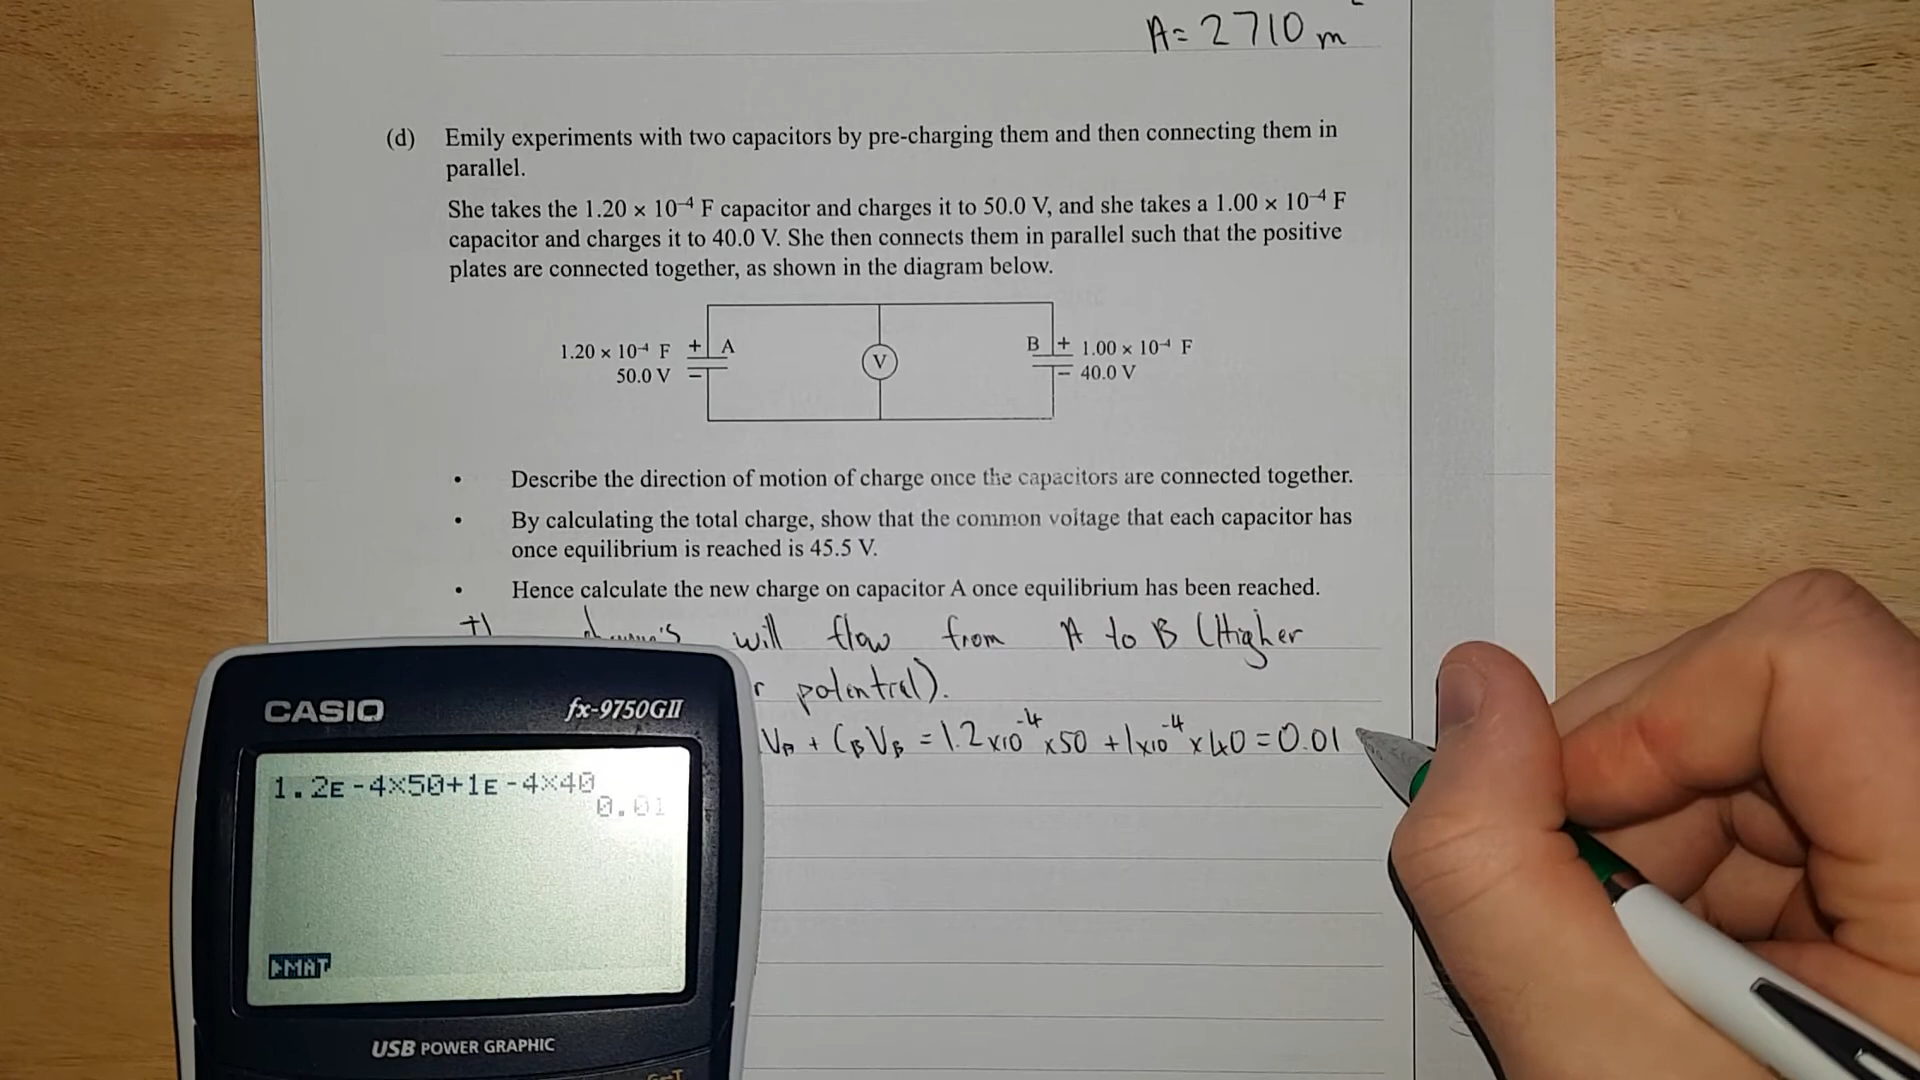 A = 2710 m²
(d) Emily experiments with two capacitors by pre-charging them and then connecting them in
parallel.
She takes the 1.20 × 10⁻⁴ F capacitor and charges it to 50.0 V, and she takes a 1.00 × 10⁻⁴ F
capacitor and charges it to 40.0 V. She then connects them in parallel such that the positive
plates are connected together, as shown in the diagram below.
1.20 × 10⁻⁴ F + A V B + 1.00 × 10⁻⁴ F
50.0 V − − 40.0 V
• Describe the direction of motion of charge once the capacitors are connected together.
• By calculating the total charge, show that the common voltage that each capacitor has
once equilibrium is reached is 45.5 V.
• Hence calculate the new charge on capacitor A once equilibrium has been reached.
will flow from A to B (Higher
potential).
V_A + C_B V_B = 1.2 x10⁻⁴ x50 + 1x10⁻⁴ x 40 = 0.01
CASIO fx-9750GII
1.2E-4×50+1E-4×40
0.01
▶MAT
USB POWER GRAPHIC